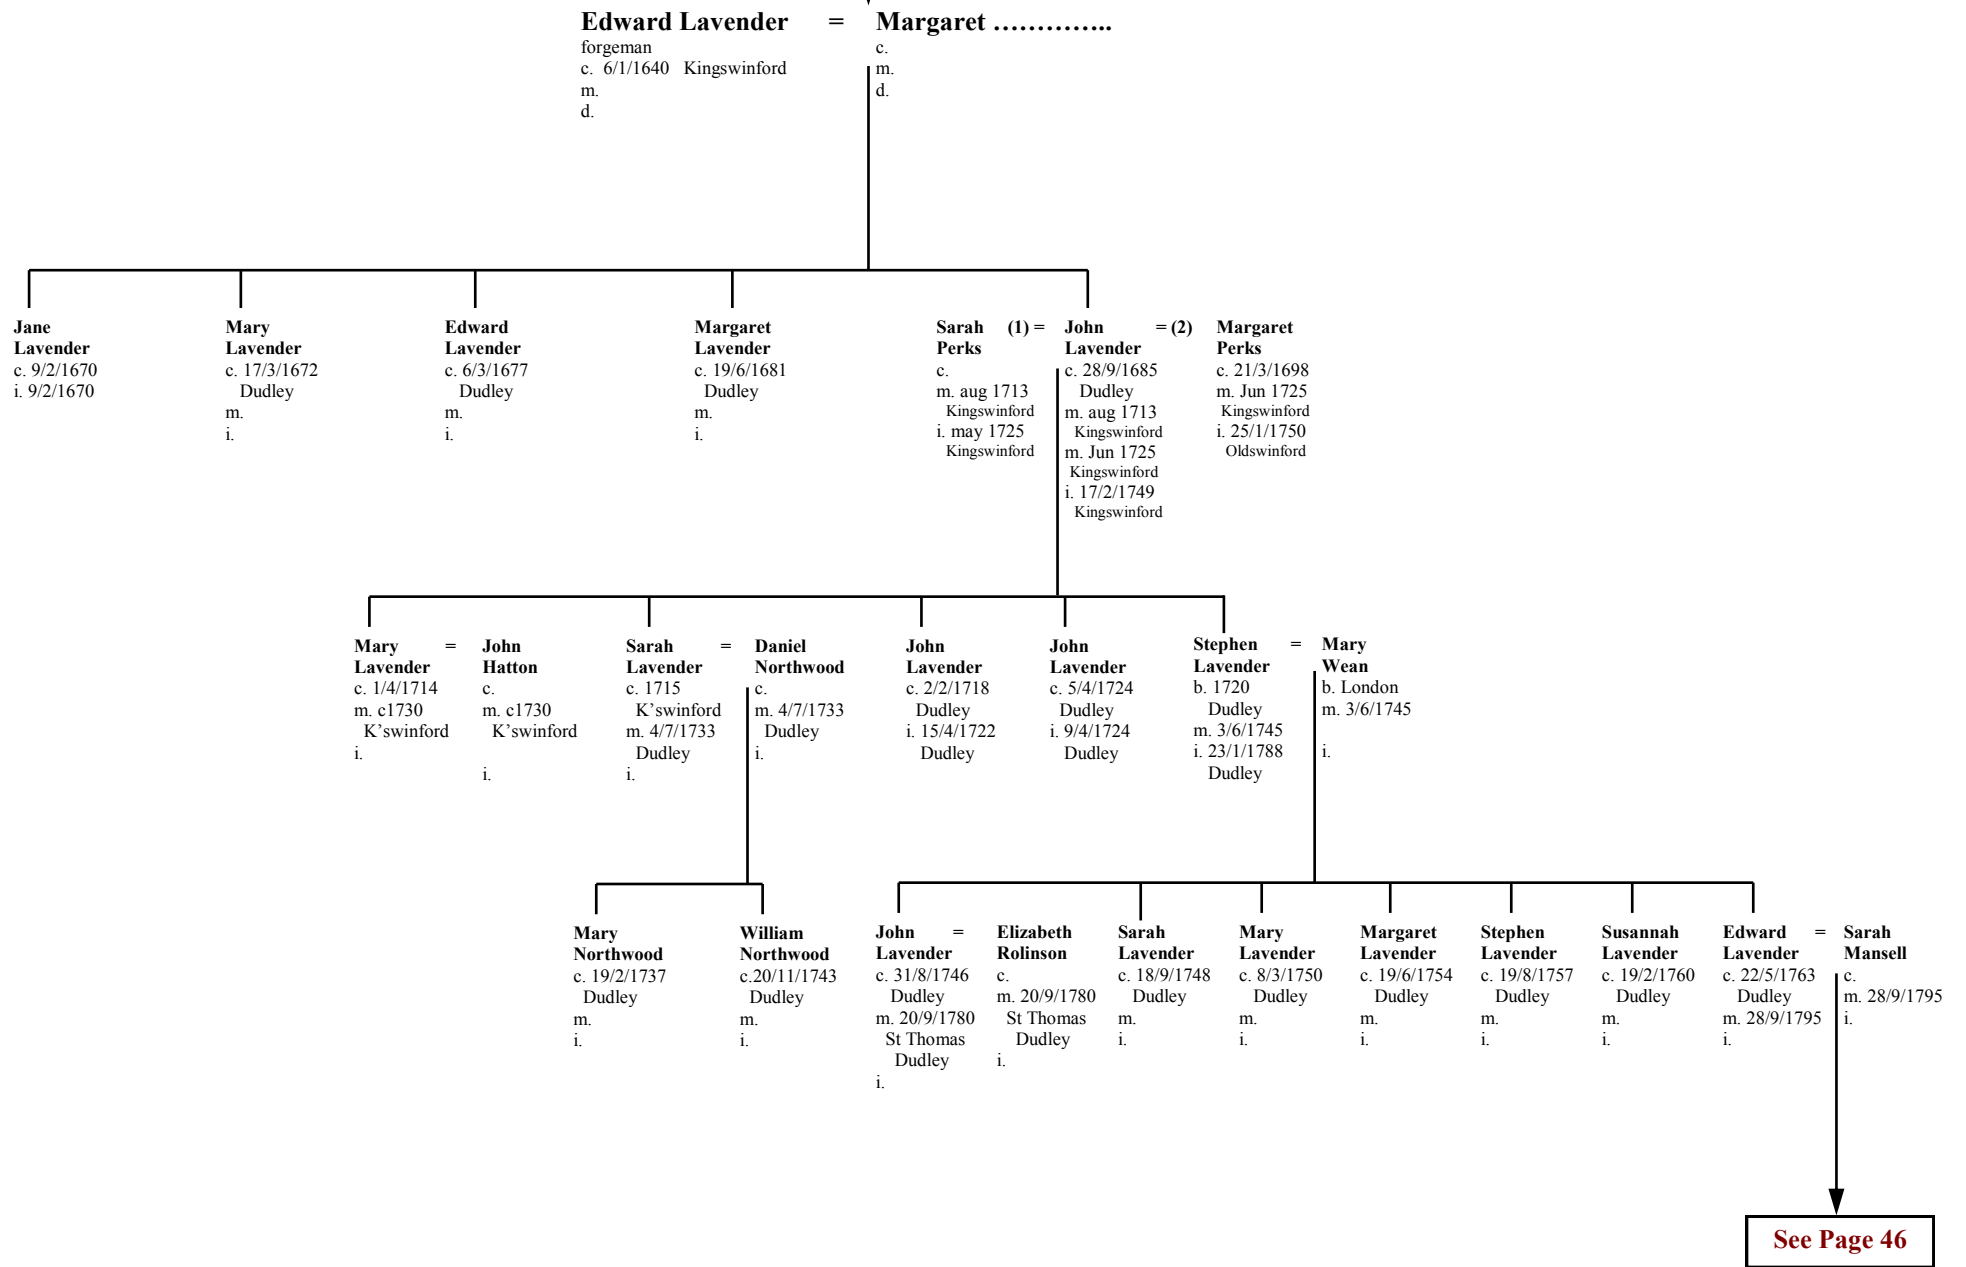 Edward Lavender = Margaret …………..
forgeman
c. 6/1/1640 Kingswinford
m.
d.
c.
m.
d.
Jane
Lavender
c. 9/2/1670
i. 9/2/1670
Mary
Lavender
c. 17/3/1672
Dudley
m.
i.
Edward
Lavender
c. 6/3/1677
Dudley
m.
i.
Margaret
Lavender
c. 19/6/1681
Dudley
m.
i.
Sarah (1) =
Perks
c.
m. aug 1713
Kingswinford
i. may 1725
Kingswinford
John = (2)
Lavender
c. 28/9/1685
Dudley
m. aug 1713
Kingswinford
m. Jun 1725
Kingswinford
i. 17/2/1749
Kingswinford
Margaret
Perks
c. 21/3/1698
m. Jun 1725
Kingswinford
i. 25/1/1750
Oldswinford
Mary =
Lavender
c. 1/4/1714
m. c1730
K’swinford
i.
John
Hatton
c.
m. c1730
K’swinford
i.
Sarah =
Lavender
c. 1715
K’swinford
m. 4/7/1733
Dudley
i.
Daniel
Northwood
c.
m. 4/7/1733
Dudley
i.
John
Lavender
c. 2/2/1718
Dudley
i. 15/4/1722
Dudley
John
Lavender
c. 5/4/1724
Dudley
i. 9/4/1724
Dudley
Stephen =
Lavender
b. 1720
Dudley
m. 3/6/1745
i. 23/1/1788
Dudley
Mary
Wean
b. London
m. 3/6/1745
i.
Mary
Northwood
c. 19/2/1737
Dudley
m.
i.
William
Northwood
c.20/11/1743
Dudley
m.
i.
John =
Lavender
c. 31/8/1746
Dudley
m. 20/9/1780
St Thomas
Dudley
i.
Elizabeth
Rolinson
c.
m. 20/9/1780
St Thomas
Dudley
i.
Sarah
Lavender
c. 18/9/1748
Dudley
m.
i.
Mary
Lavender
c. 8/3/1750
Dudley
m.
i.
Margaret
Lavender
c. 19/6/1754
Dudley
m.
i.
Stephen
Lavender
c. 19/8/1757
Dudley
m.
i.
Susannah
Lavender
c. 19/2/1760
Dudley
m.
i.
Edward =
Lavender
c. 22/5/1763
Dudley
m. 28/9/1795
i.
Sarah
Mansell
c.
m. 28/9/1795
i.
See Page 46